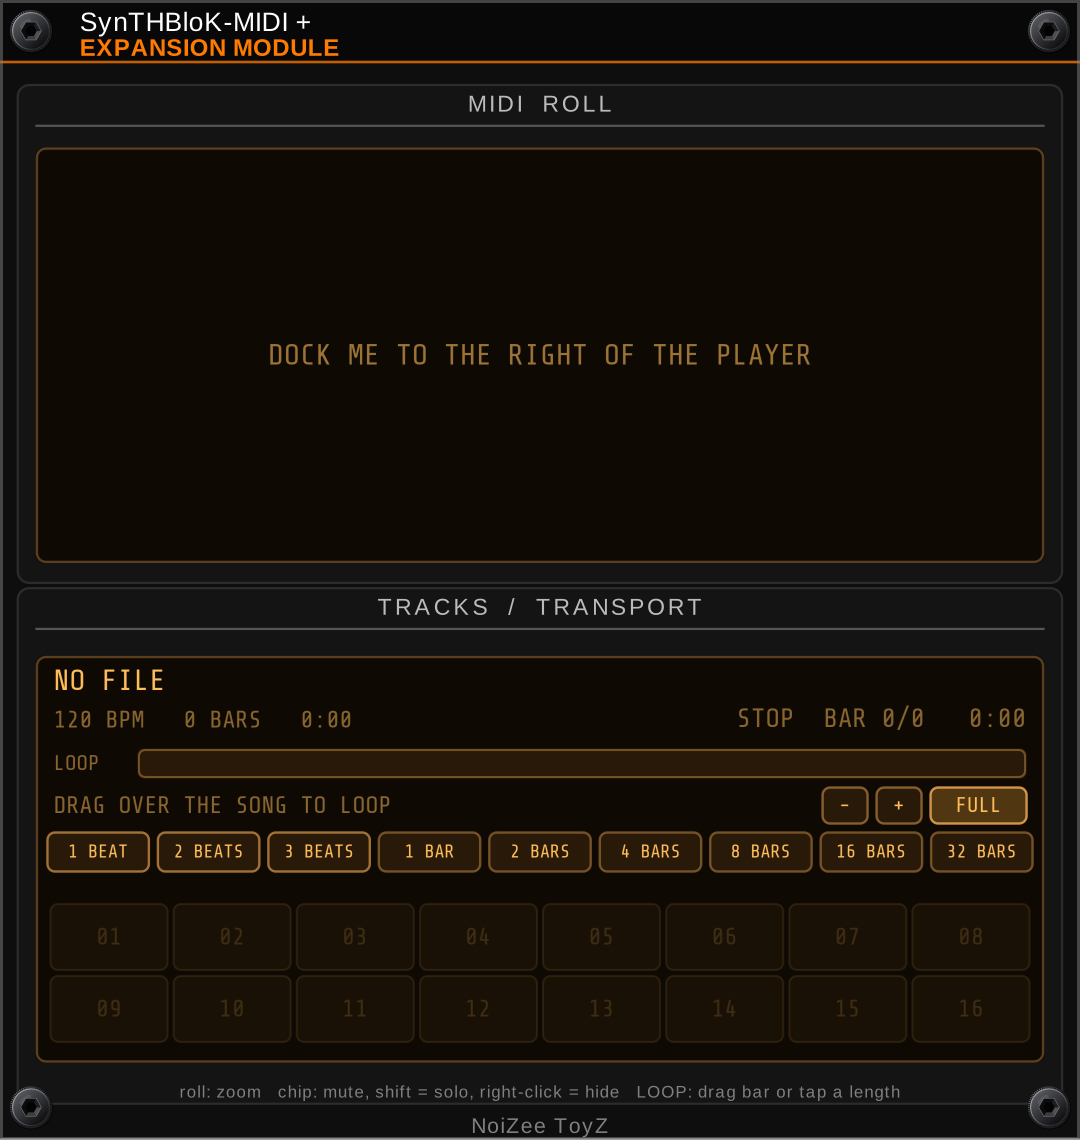 SynTHBloK-MIDI +
EXPANSION MODULE
MIDI ROLL
DOCK ME TO THE RIGHT OF THE PLAYER
TRACKS / TRANSPORT
NO FILE
120 BPM 0 BARS 0:00 STOP BAR 0/0 0:00
LOOP
DRAG OVER THE SONG TO LOOP - + FULL
1 BEAT 2 BEATS 3 BEATS 1 BAR 2 BARS 4 BARS 8 BARS 16 BARS 32 BARS
01 02 03 04 05 06 07 08
09 10 11 12 13 14 15 16
roll: zoom chip: mute, shift = solo, right-click = hide LOOP: drag bar or tap a length
NoiZee ToyZ